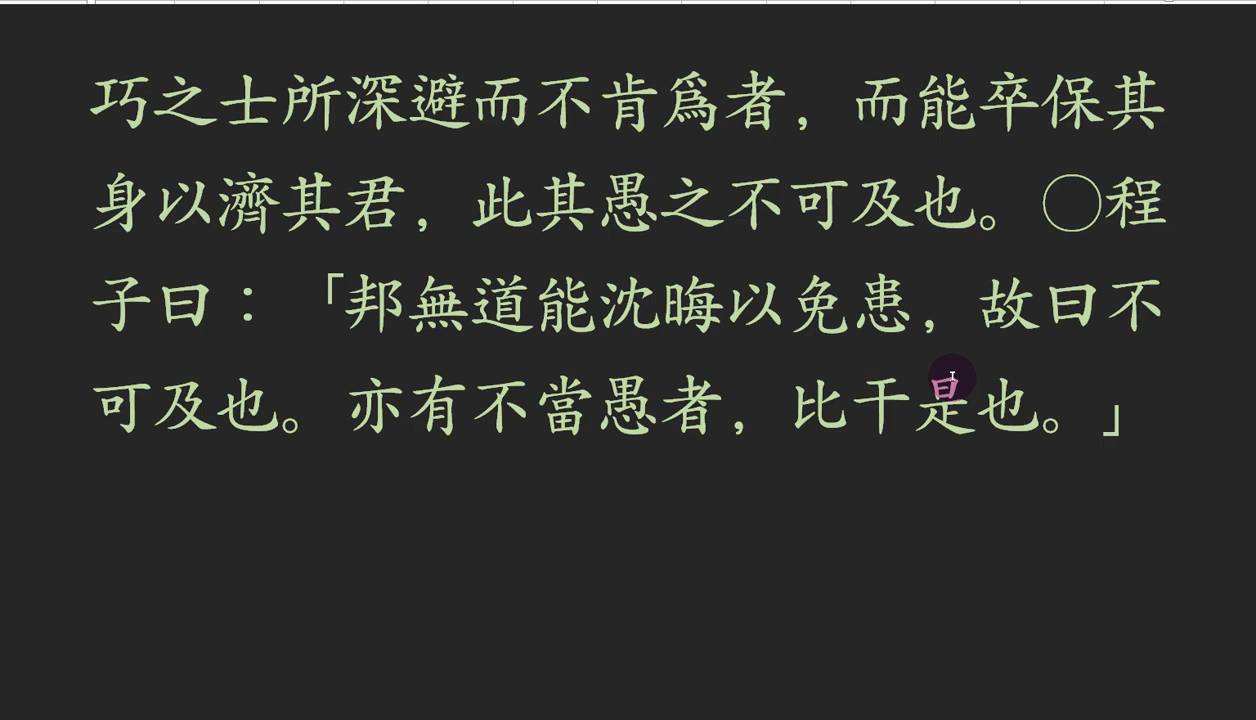 巧之士所深避而不肯爲者，而能卒保其
身以濟其君，此其愚之不可及也。◯程
子曰：「邦無道能沈晦以免患，故曰不
可及也。亦有不當愚者，比干是也。」